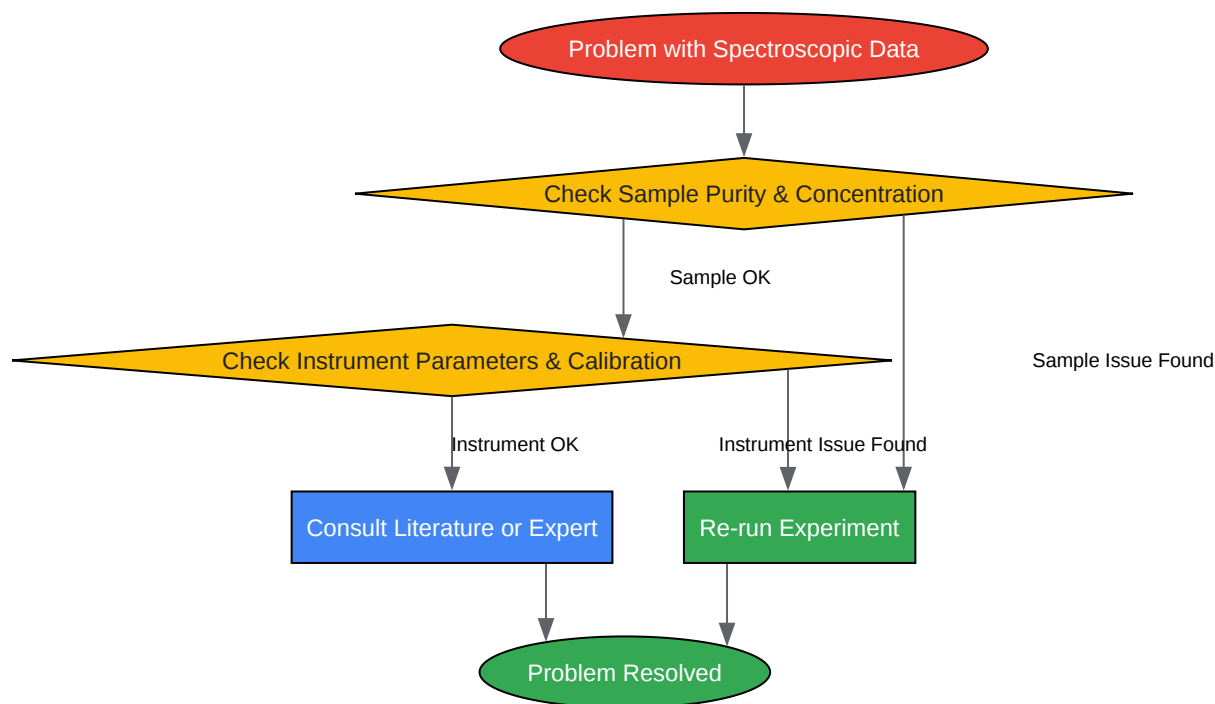 Problem with Spectroscopic Data
Check Sample Purity & Concentration
Sample OK
Check Instrument Parameters & Calibration
Sample Issue Found
Instrument OK
Instrument Issue Found
Consult Literature or Expert
Re-run Experiment
Problem Resolved